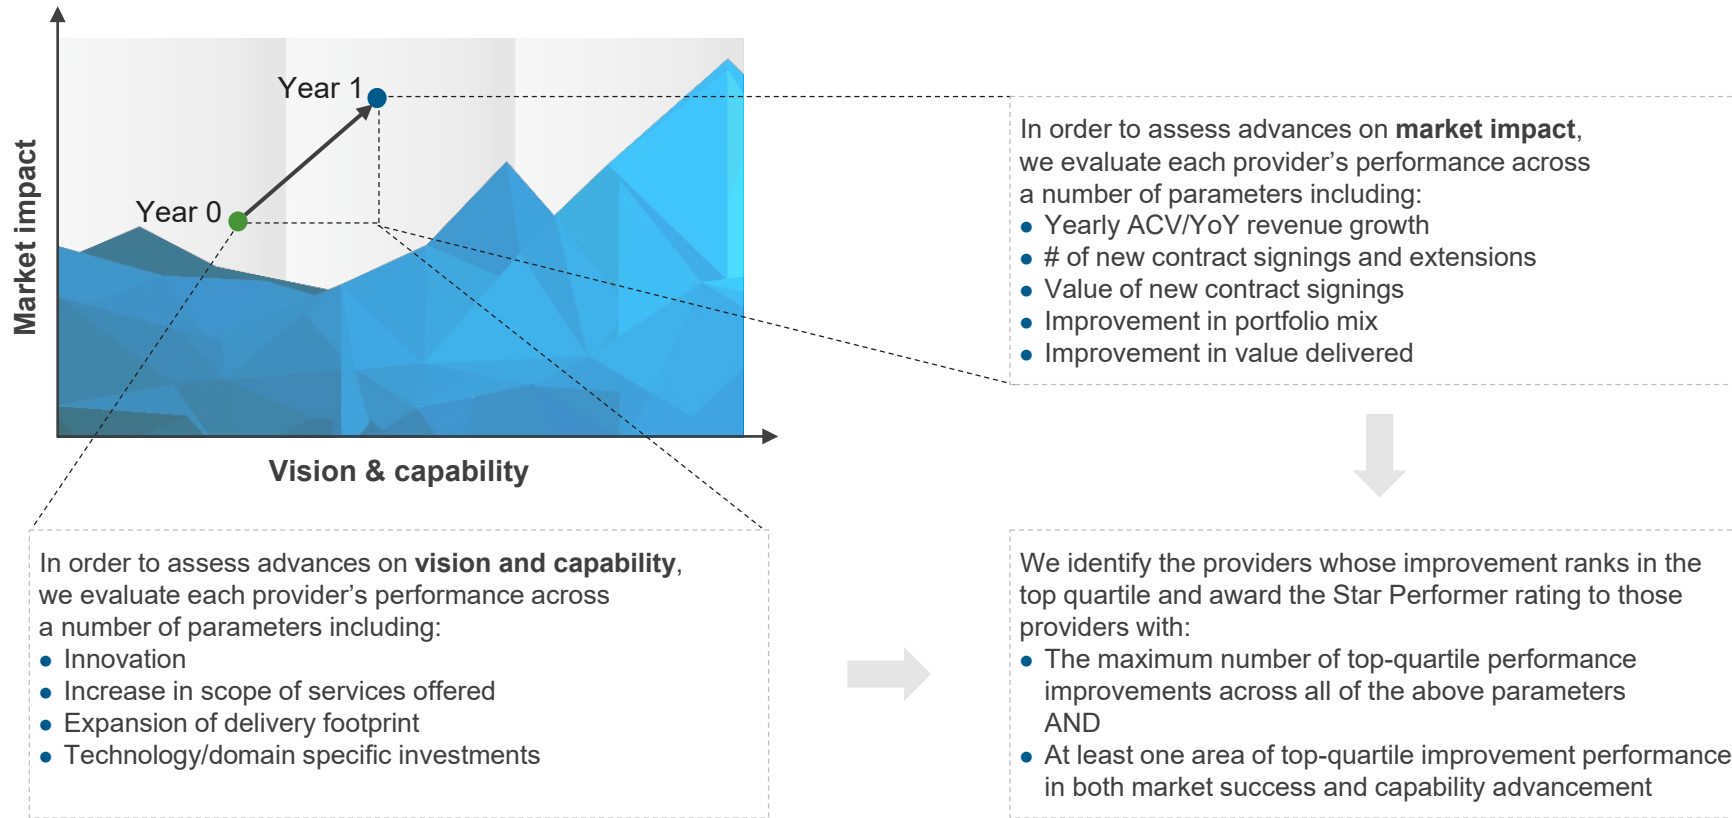 Year 1
Year 0
Market impact
Vision & capability
In order to assess advances on market impact,
we evaluate each provider’s performance across
a number of parameters including:
● Yearly ACV/YoY revenue growth
● # of new contract signings and extensions
● Value of new contract signings
● Improvement in portfolio mix
● Improvement in value delivered
In order to assess advances on vision and capability,
we evaluate each provider’s performance across
a number of parameters including:
● Innovation
● Increase in scope of services offered
● Expansion of delivery footprint
● Technology/domain specific investments
We identify the providers whose improvement ranks in the
top quartile and award the Star Performer rating to those
providers with:
● The maximum number of top-quartile performance
improvements across all of the above parameters
AND
● At least one area of top-quartile improvement performance
in both market success and capability advancement